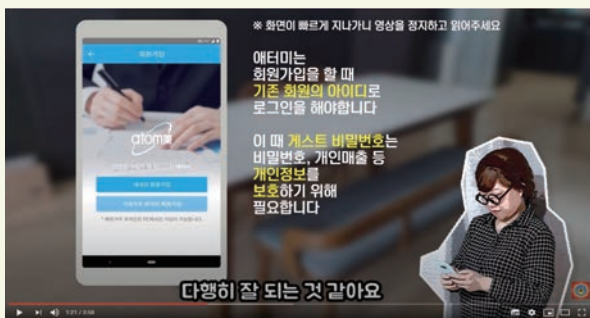 ※ 화면이 빠르게 지나가니 영상을 정지하고 읽어주세요
회원가입
애터미는
회원가입을 할 때
기존 회원의 아이디로
로그인을 해야합니다
atom美
이 때 게스트 비밀번호는
비밀번호, 개인매출 등
개인정보를
보호하기 위해
필요합니다
다행히 잘 되는 것 같아요